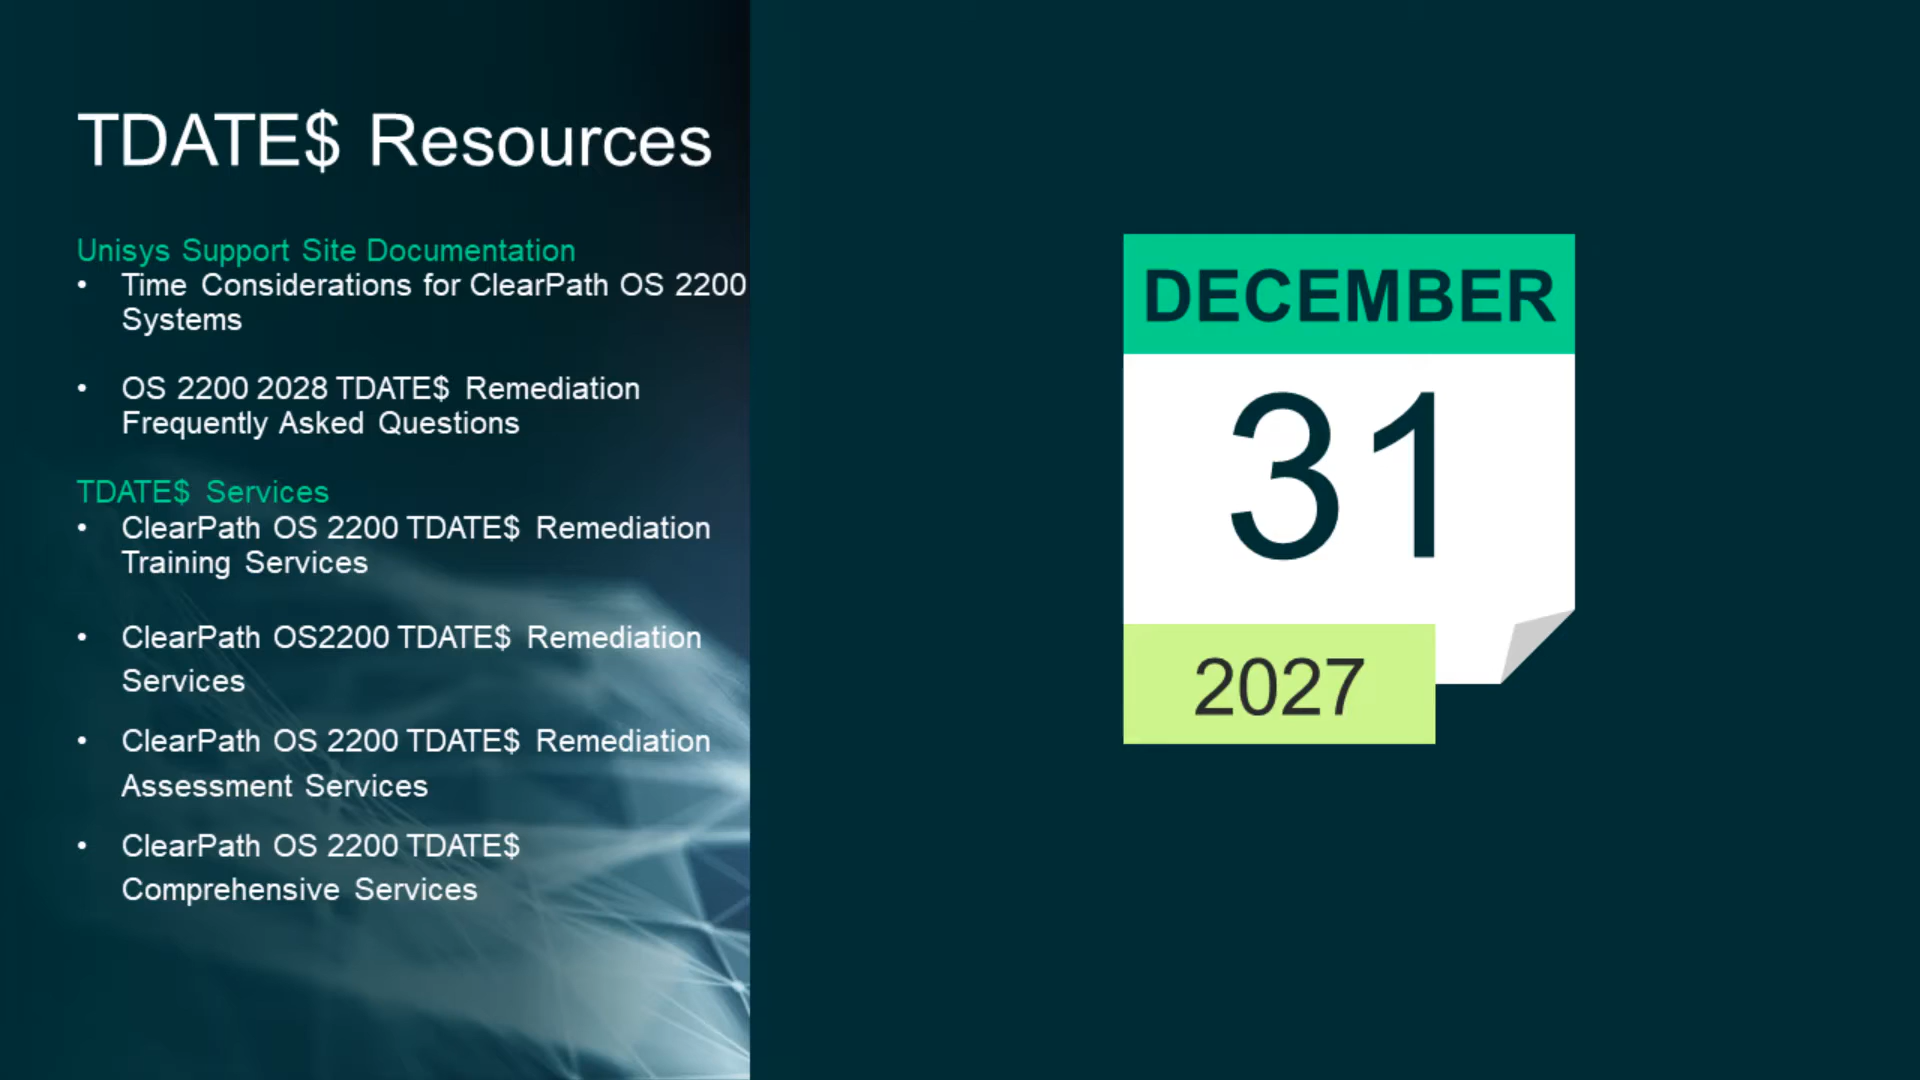 TDATE$ Resources
Unisys Support Site Documentation
• Time Considerations for ClearPath OS 2200
Systems
• OS 2200 2028 TDATE$ Remediation
Frequently Asked Questions
TDATE$ Services
• ClearPath OS 2200 TDATE$ Remediation
Training Services
• ClearPath OS2200 TDATE$ Remediation
Services
• ClearPath OS 2200 TDATE$ Remediation
Assessment Services
• ClearPath OS 2200 TDATE$
Comprehensive Services
DECEMBER
31
2027